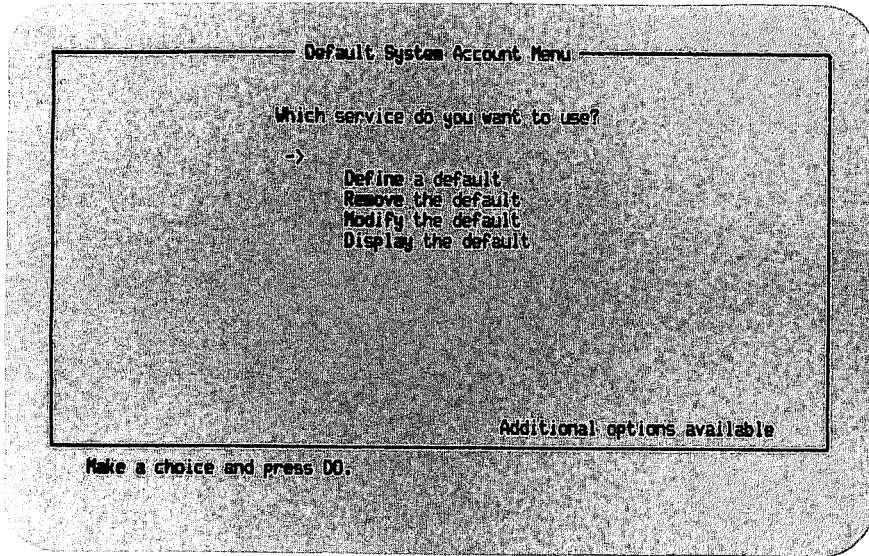 Default System Account Menu
Which service do you want to use?
->
Define a default
Remove the default
Modify the default
Display the default
Additional options available
Make a choice and press DO.